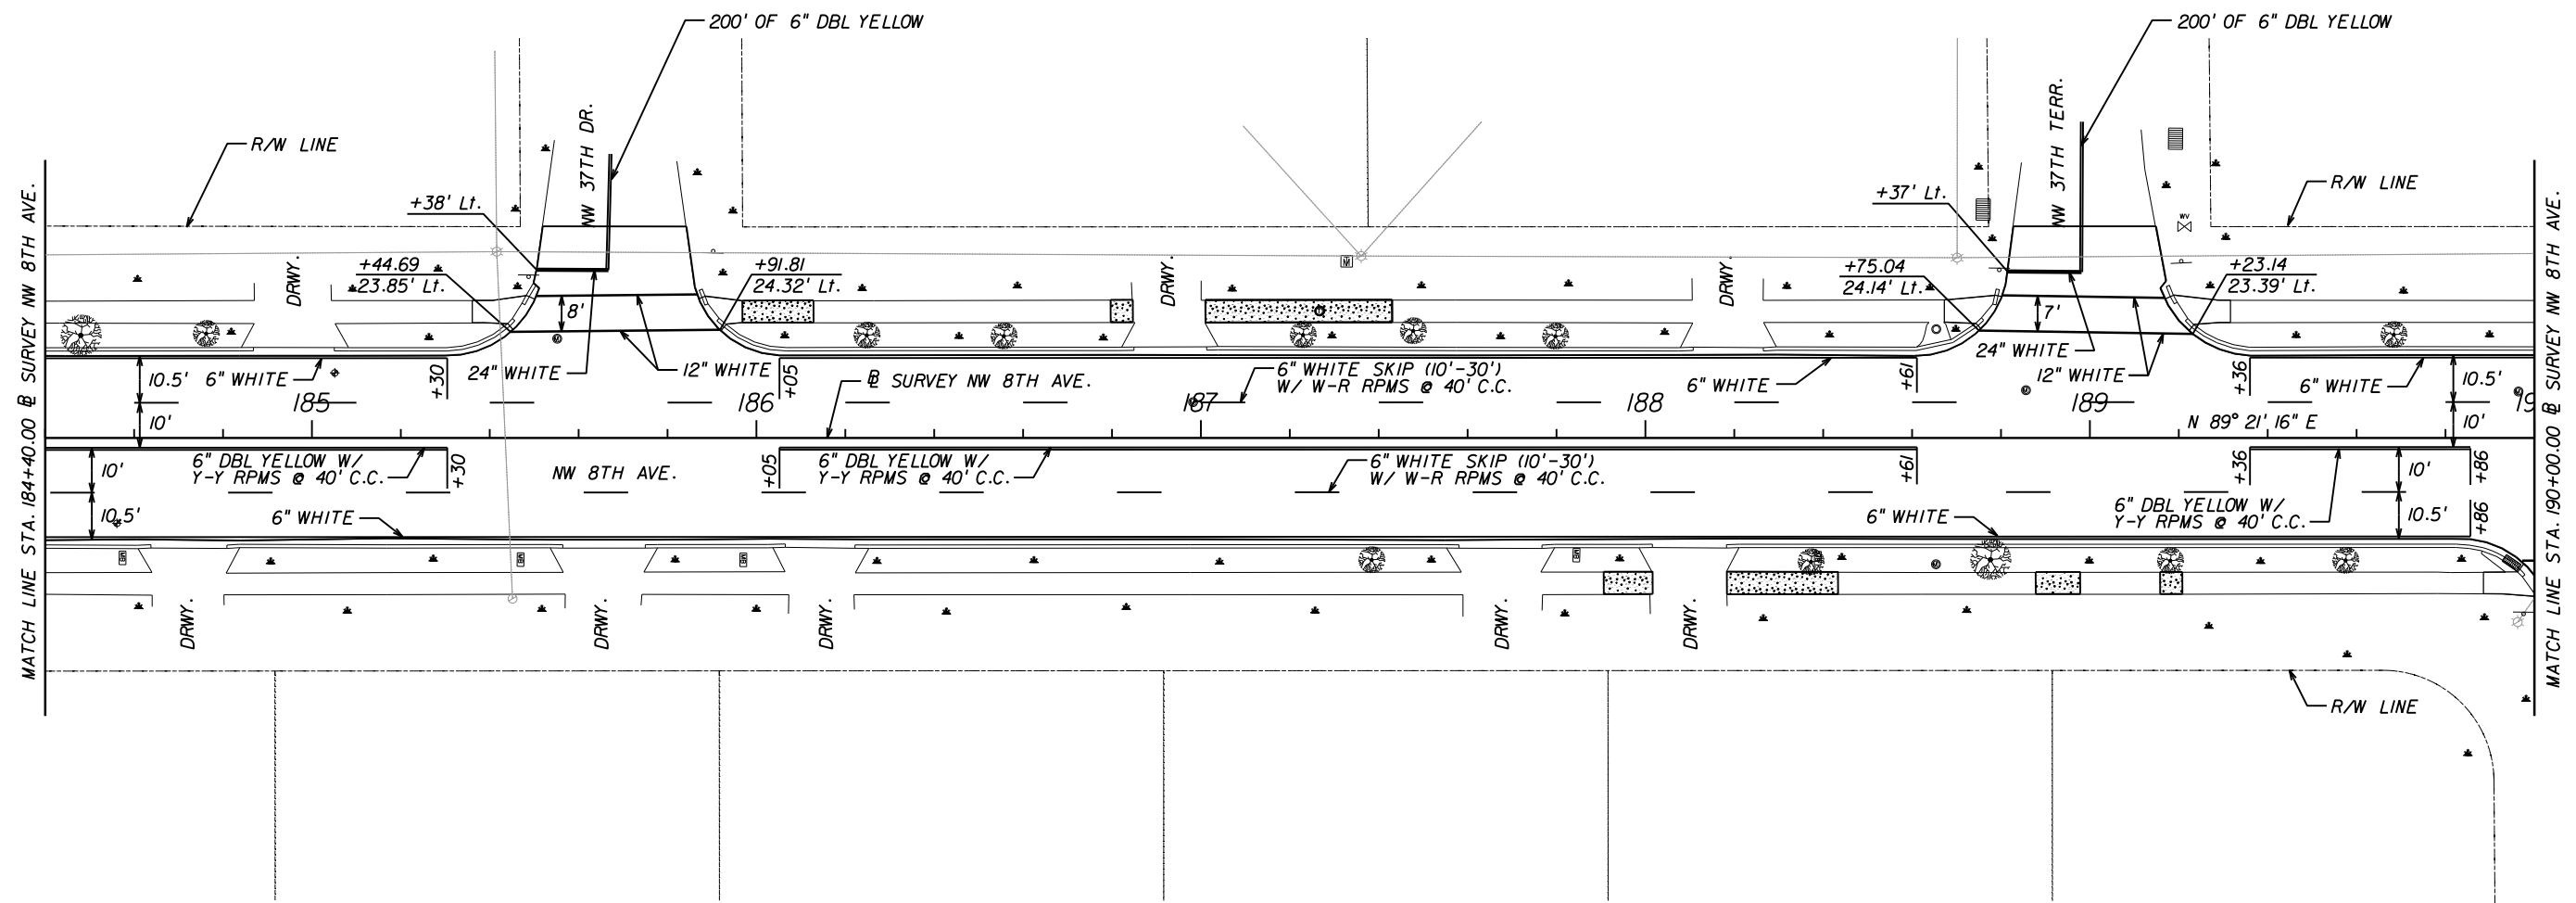 200' OF 6" DBL YELLOW
200' OF 6" DBL YELLOW
NW 37TH DR.
NW 37TH TERR.
R/W LINE
R/W LINE
+38' Lt.
+37' Lt.
+44.69
23.85' Lt.
+91.81
24.32' Lt.
+75.04
24.14' Lt.
+23.14
23.39' Lt.
WV
DRWY.
DRWY.
DRWY.
8'
7'
24" WHITE
12" WHITE
24" WHITE
12" WHITE
10.5'
6" WHITE
+30
+05
℄ SURVEY NW 8TH AVE.
6" WHITE SKIP (10'-30')
W/ W-R RPMS @ 40' C.C.
6" WHITE
+61
+36
6" WHITE
10.5'
185
186
187
188
189
19
10'
N 89° 21' 16" E
10'
MATCH LINE STA. 184+40.00 ℄ SURVEY NW 8TH AVE.
MATCH LINE STA. 190+00.00 ℄ SURVEY NW 8TH AVE.
10'
6" DBL YELLOW W/
Y-Y RPMS @ 40' C.C.
+30
NW 8TH AVE.
+05
6" DBL YELLOW W/
Y-Y RPMS @ 40' C.C.
6" WHITE SKIP (10'-30')
W/ W-R RPMS @ 40' C.C.
+61
+36
10'
+86
10.5'
6" WHITE
6" WHITE
6" DBL YELLOW W/
Y-Y RPMS @ 40' C.C.
10.5'
+86
DRWY.
DRWY.
DRWY.
DRWY.
DRWY.
R/W LINE